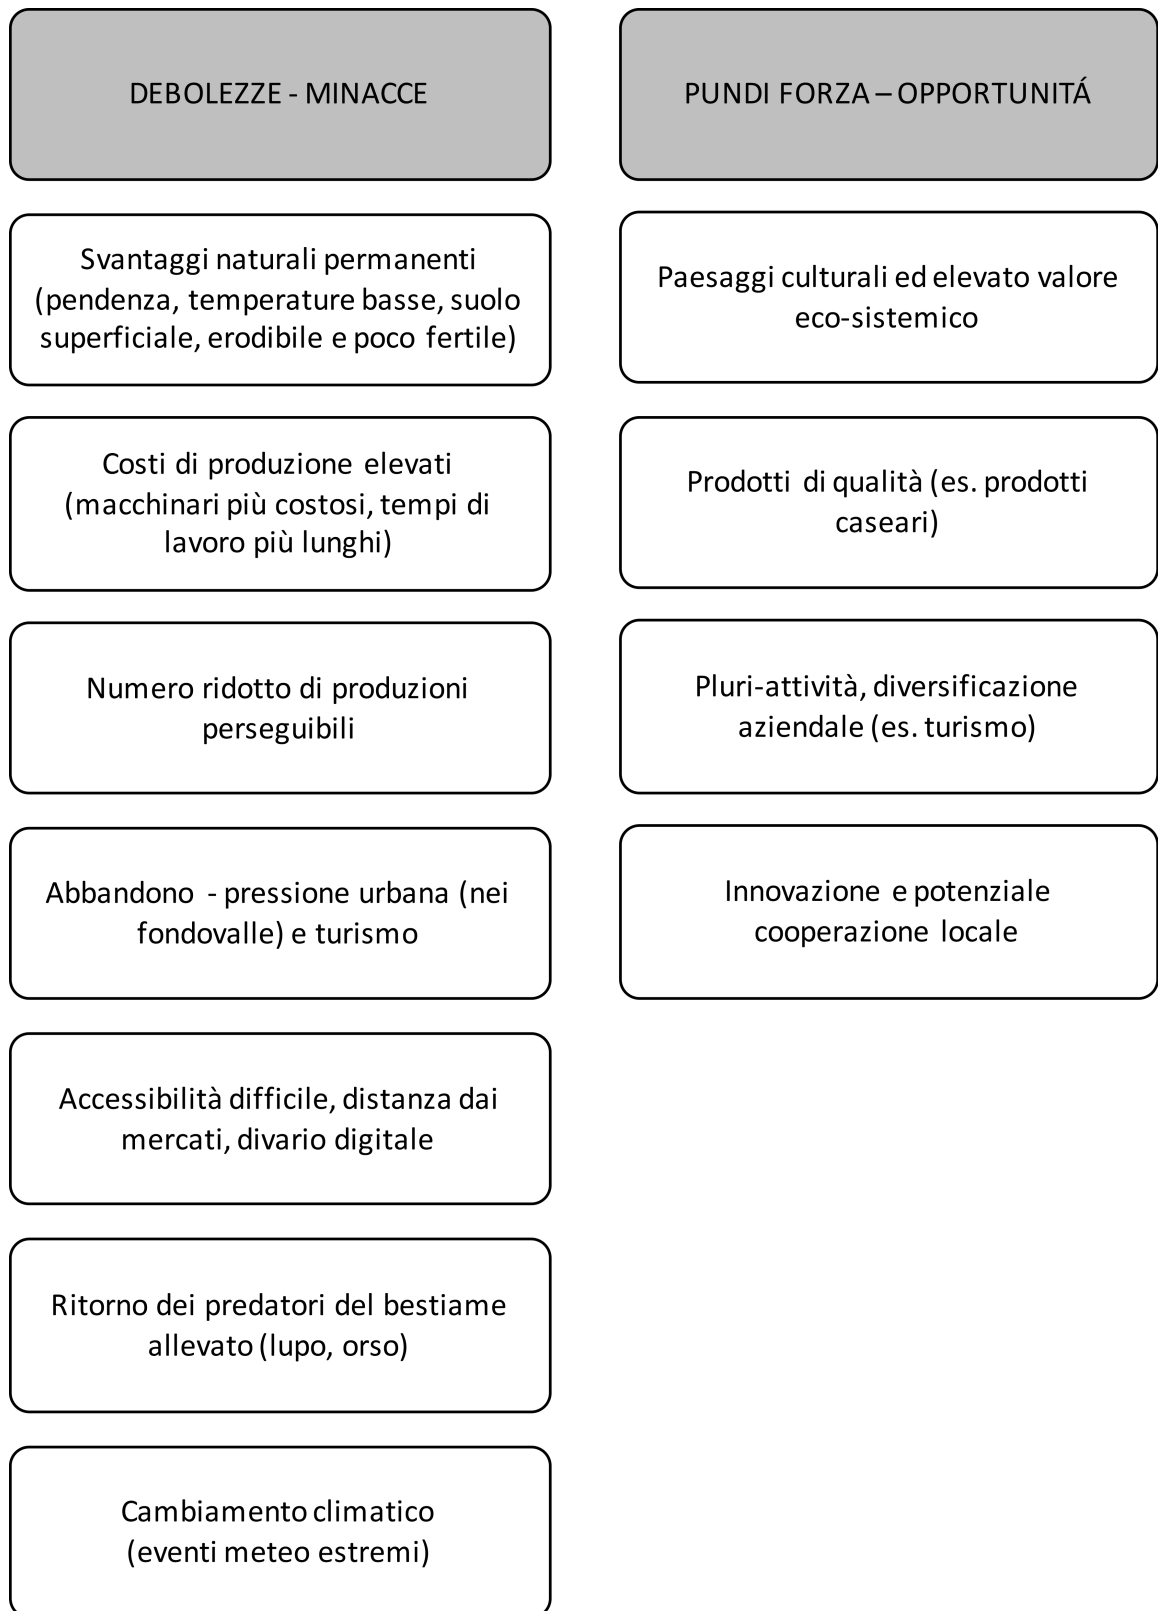 DEBOLEZZE - MINACCE
Svantaggi naturali permanenti
(pendenza, temperature basse, suolo
superficiale, erodibile e poco fertile)
Costi di produzione elevati
(macchinari più costosi, tempi di
lavoro più lunghi)
Numero ridotto di produzioni
perseguibili
Abbandono - pressione urbana (nei
fondovalle) e turismo
Accessibilità difficile, distanza dai
mercati, divario digitale
Ritorno dei predatori del bestiame
allevato (lupo, orso)
Cambiamento climatico
(eventi meteo estremi)
PUNDI FORZA – OPPORTUNITÁ
Paesaggi culturali ed elevato valore
eco-sistemico
Prodotti di qualità (es. prodotti
caseari)
Pluri-attività, diversificazione
aziendale (es. turismo)
Innovazione e potenziale
cooperazione locale